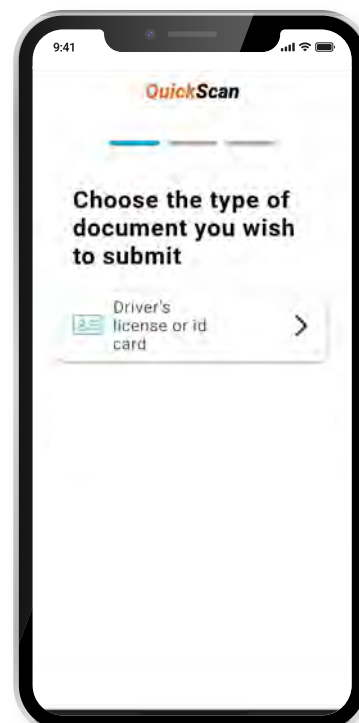 9:41
QuickScan
Choose the type of
document you wish
to submit
Driver's
license or id
card